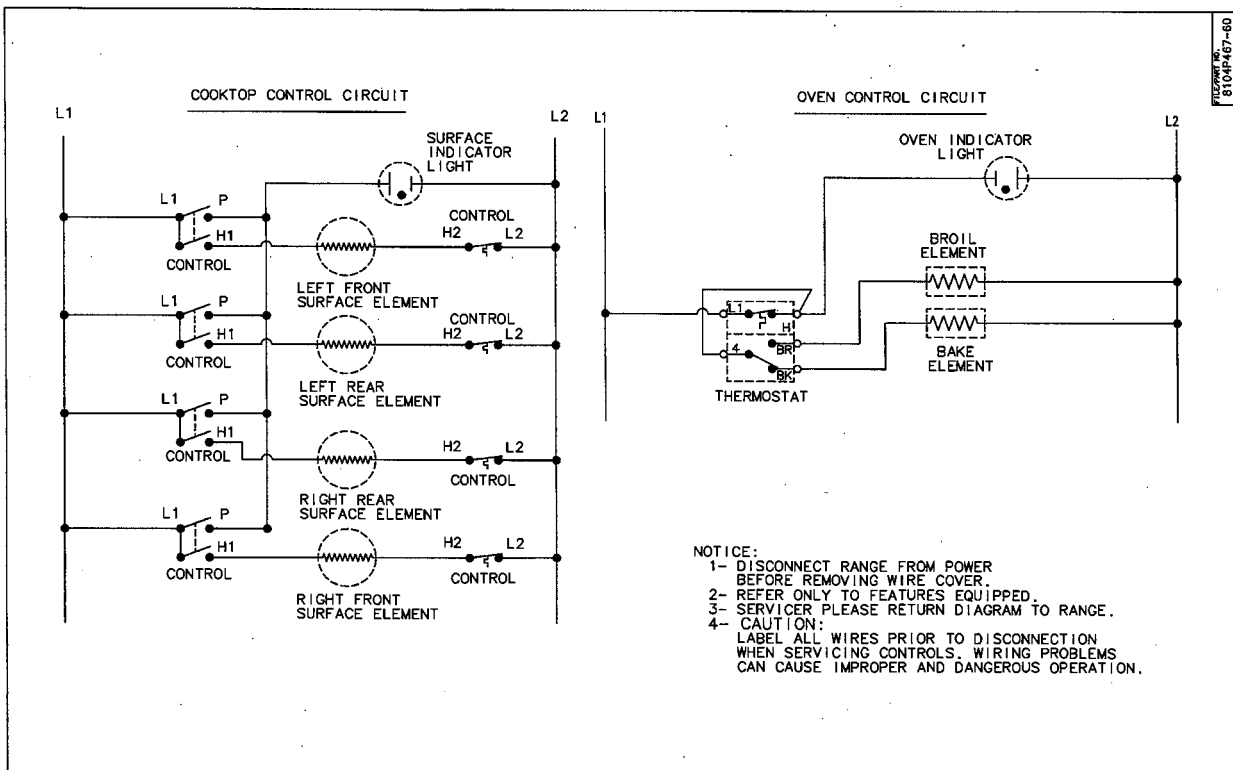 FILE/PART NO.
8104P467-60
COOKTOP CONTROL CIRCUIT
L1
L2
SURFACE
INDICATOR
LIGHT
L1
P
H1
CONTROL
CONTROL
H2
L2
LEFT FRONT
SURFACE ELEMENT
L1
P
H1
CONTROL
CONTROL
H2
L2
LEFT REAR
SURFACE ELEMENT
L1
P
H1
CONTROL
H2
L2
CONTROL
RIGHT REAR
SURFACE ELEMENT
L1
P
H1
CONTROL
H2
L2
CONTROL
RIGHT FRONT
SURFACE ELEMENT
OVEN CONTROL CIRCUIT
L1
L2
OVEN INDICATOR
LIGHT
BROIL
ELEMENT
L1
H
4
BR
BK
THERMOSTAT
BAKE
ELEMENT
NOTICE:
1- DISCONNECT RANGE FROM POWER
BEFORE REMOVING WIRE COVER.
2- REFER ONLY TO FEATURES EQUIPPED.
3- SERVICER PLEASE RETURN DIAGRAM TO RANGE.
4- CAUTION:
LABEL ALL WIRES PRIOR TO DISCONNECTION
WHEN SERVICING CONTROLS. WIRING PROBLEMS
CAN CAUSE IMPROPER AND DANGEROUS OPERATION.